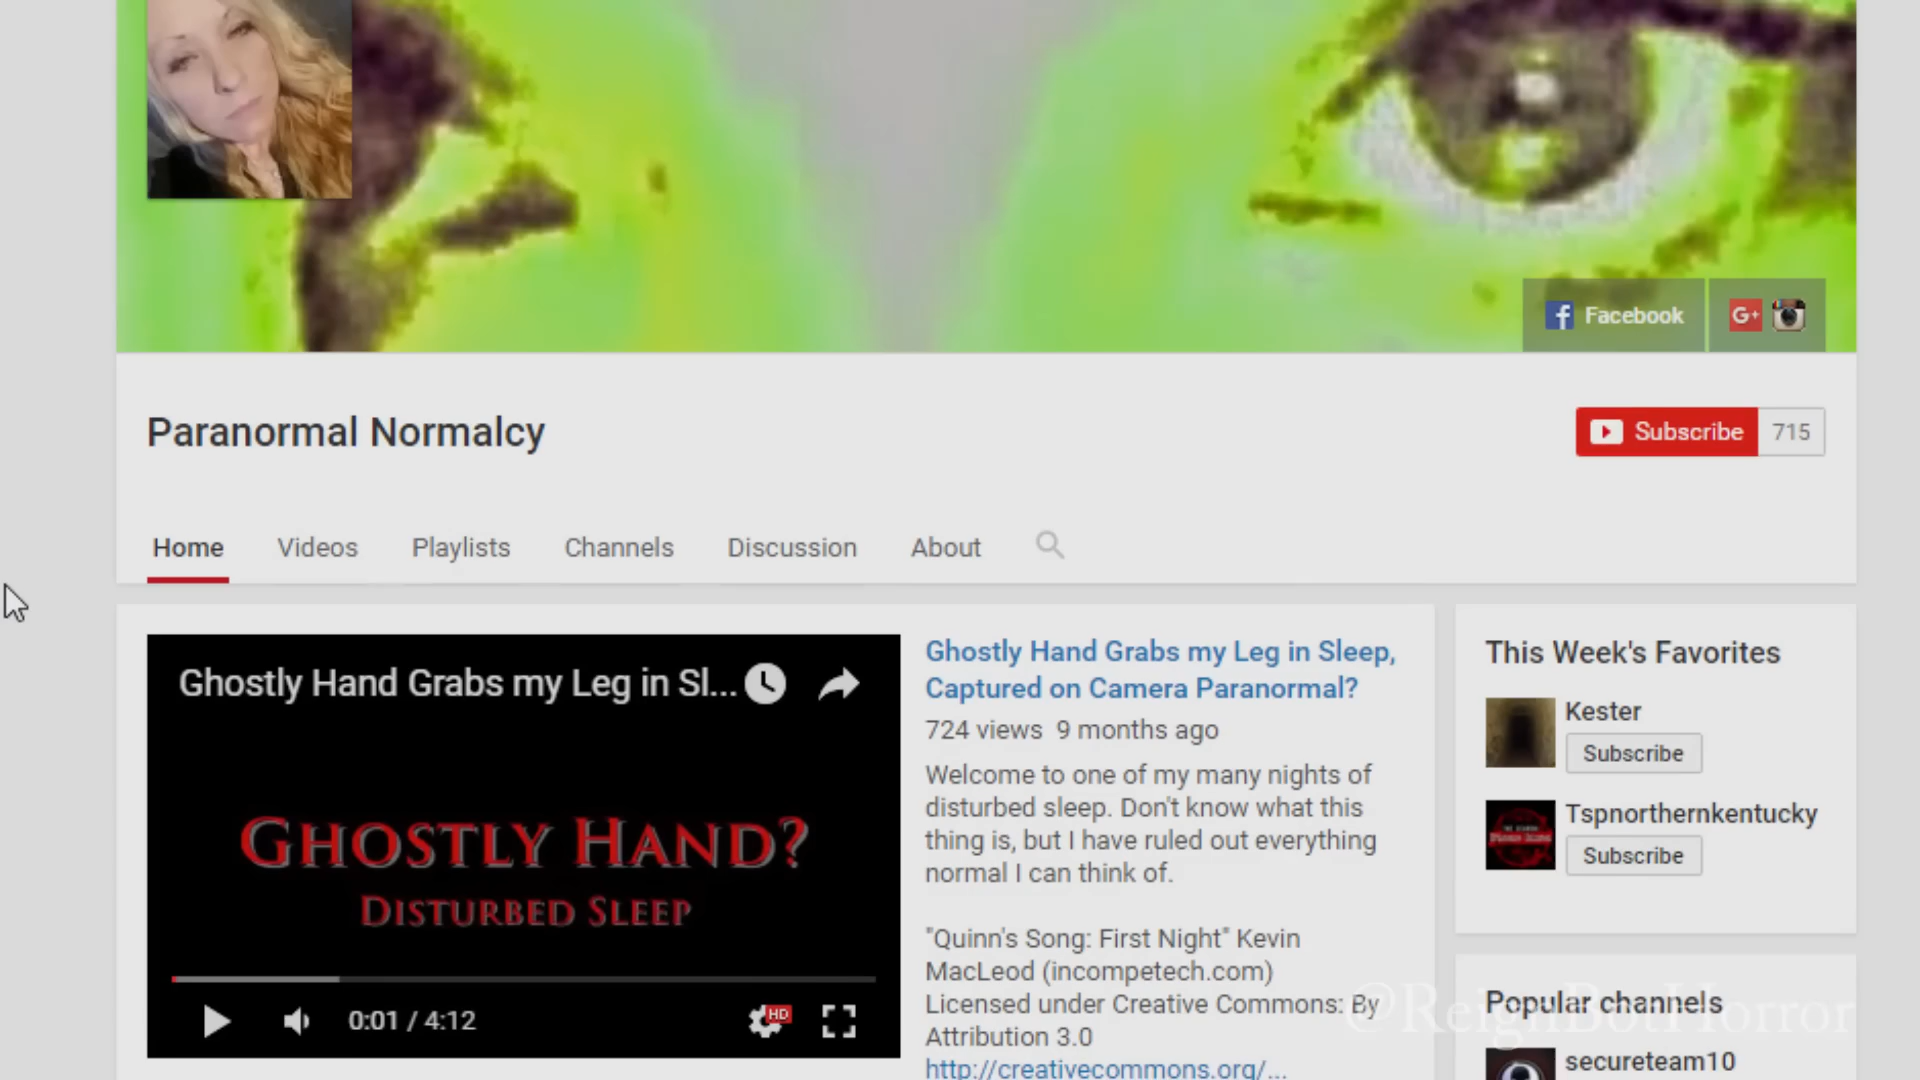 Facebook
G+
Paranormal Normalcy
Subscribe 715
Home Videos Playlists Channels Discussion About
Ghostly Hand Grabs my Leg in Sl...
GHOSTLY HAND?
DISTURBED SLEEP
0:01 / 4:12
HD
Ghostly Hand Grabs my Leg in Sleep,
Captured on Camera Paranormal?
724 views 9 months ago
Welcome to one of my many nights of
disturbed sleep. Don't know what this
thing is, but I have ruled out everything
normal I can think of.
"Quinn's Song: First Night" Kevin
MacLeod (incompetech.com)
Licensed under Creative Commons: By
Attribution 3.0
http://creativecommons.org/...
This Week's Favorites
Kester
Subscribe
Tspnorthernkentucky
Subscribe
Popular channels
secureteam10
@ReignBotHorror